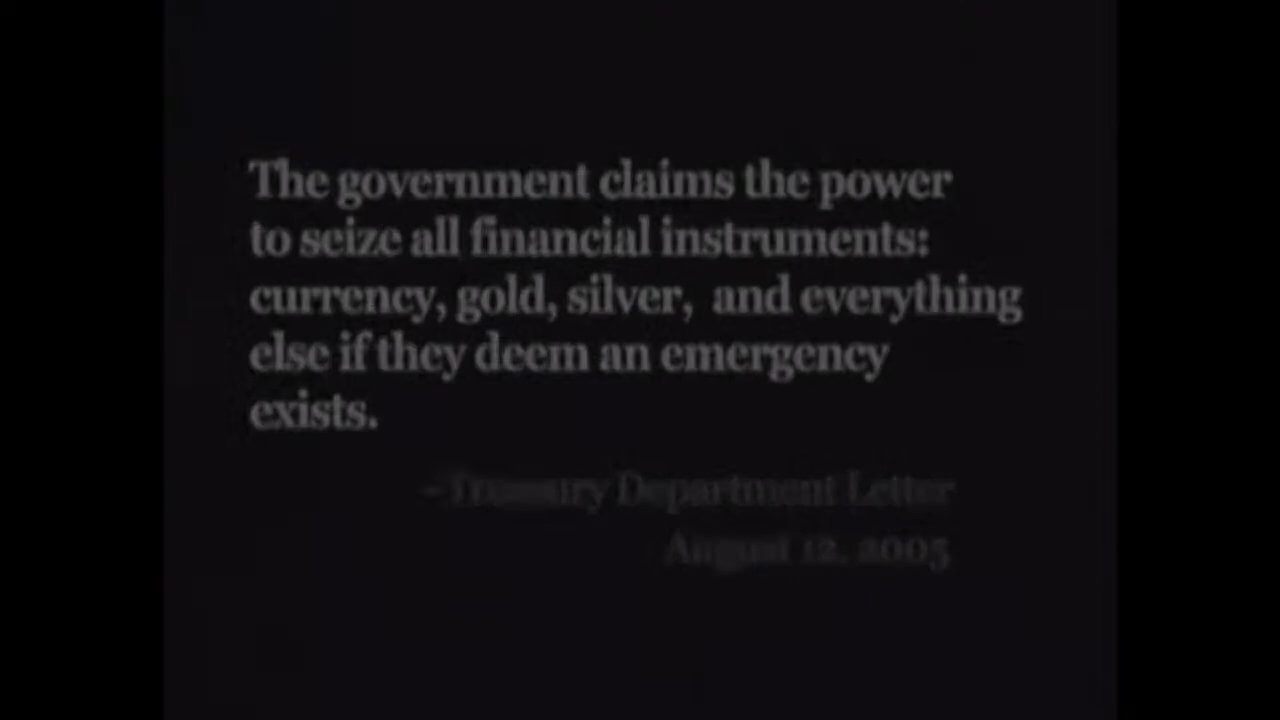 The government claims the power
to seize all financial instruments:
currency, gold, silver, and everything
else if they deem an emergency
exists.
–Treasury Department Letter
August 12, 2005